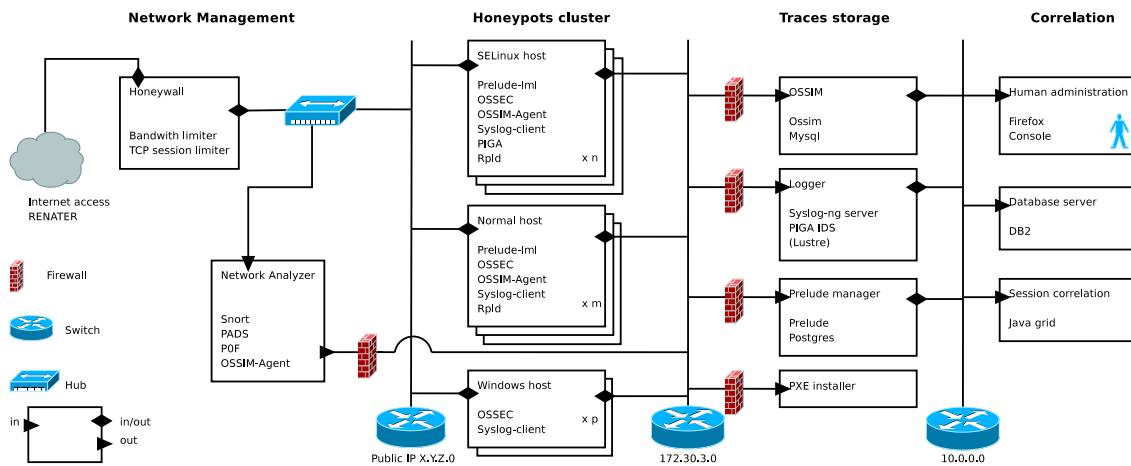 Network Management
Honeypots cluster
Traces storage
Correlation
Honeywall
Bandwith limiter
TCP session limiter
Internet access
RENATER
Firewall
Switch
Hub
in
in/out
out
Network Analyzer
Snort
PADS
P0F
OSSIM-Agent
SELinux host
Prelude-lml
OSSEC
OSSIM-Agent
Syslog-client
PIGA
Rpld
x n
Normal host
Prelude-lml
OSSEC
OSSIM-Agent
Syslog-client
Rpld
x m
Windows host
OSSEC
Syslog-client
x p
Public IP X.Y.Z.0
172.30.3.0
OSSIM
Ossim
Mysql
Logger
Syslog-ng server
PIGA IDS
(Lustre)
Prelude manager
Prelude
Postgres
PXE installer
10.0.0.0
Human administration
Firefox
Console
Database server
DB2
Session correlation
Java grid